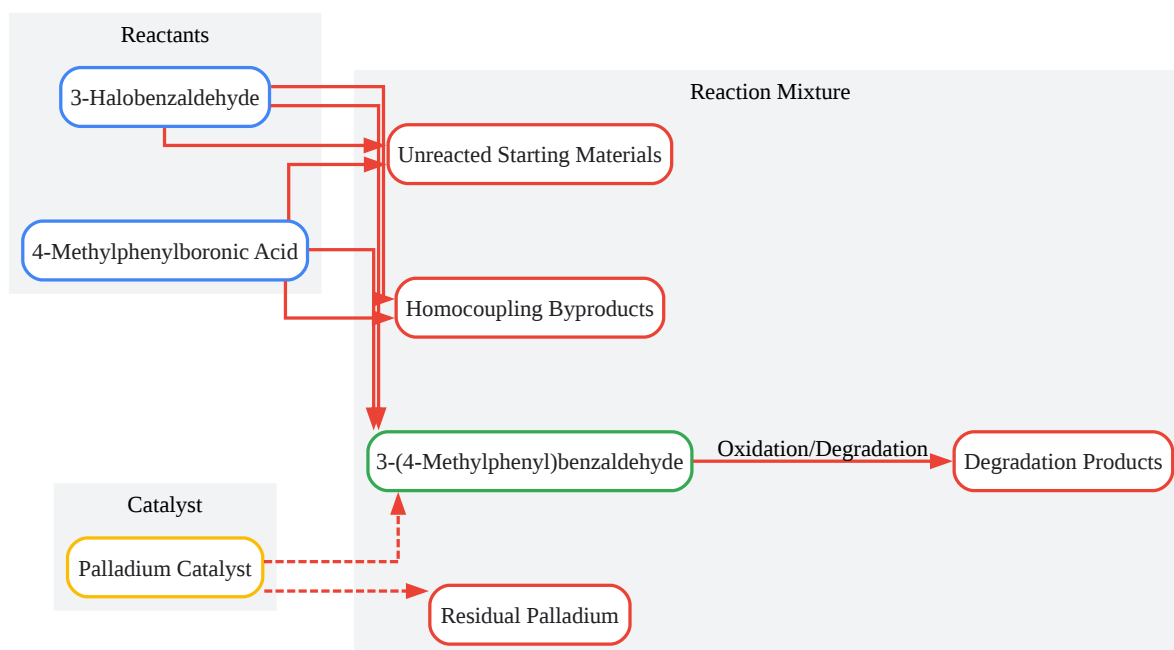 Reactants
3-Halobenzaldehyde
Reaction Mixture
Unreacted Starting Materials
4-Methylphenylboronic Acid
Homocoupling Byproducts
3-(4-Methylphenyl)benzaldehyde
Oxidation/Degradation
Degradation Products
Catalyst
Palladium Catalyst
Residual Palladium